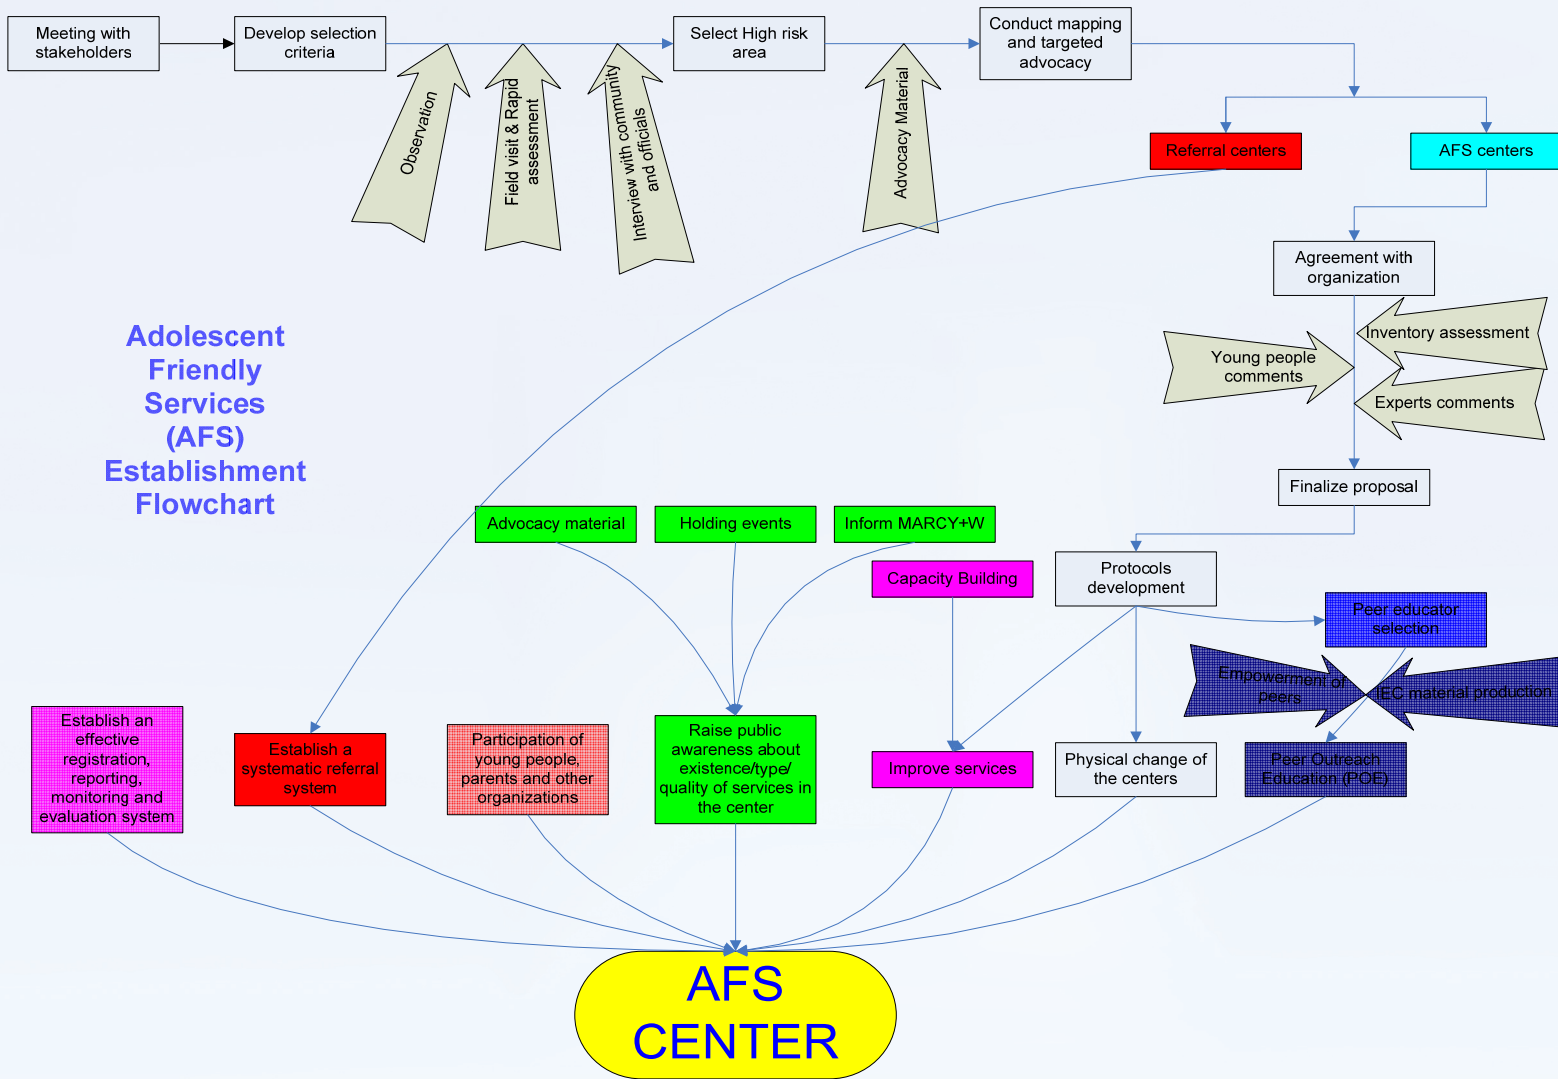 Meeting with
stakeholders
Develop selection
criteria
Select High risk
area
Conduct mapping
and targeted
advocacy
Observation
Field visit & Rapid
assessment
Interview with community
and officials
Advocacy Material
Referral centers
AFS centers
Agreement with
organization
Inventory assessment
Young people
comments
Experts comments
Finalize proposal
Adolescent
Friendly
Services
(AFS)
Establishment
Flowchart
Advocacy material
Holding events
Inform MARCY+W
Capacity Building
Protocols
development
Peer educator
selection
Empowerment of
peers
IEC material production
Establish an
effective
registration,
reporting,
monitoring and
evaluation system
Establish a
systematic referral
system
Participation of
young people,
parents and other
organizations
Raise public
awareness about
existence/type/
quality of services in
the center
Improve services
Physical change of
the centers
Peer Outreach
Education (POE)
AFS
CENTER